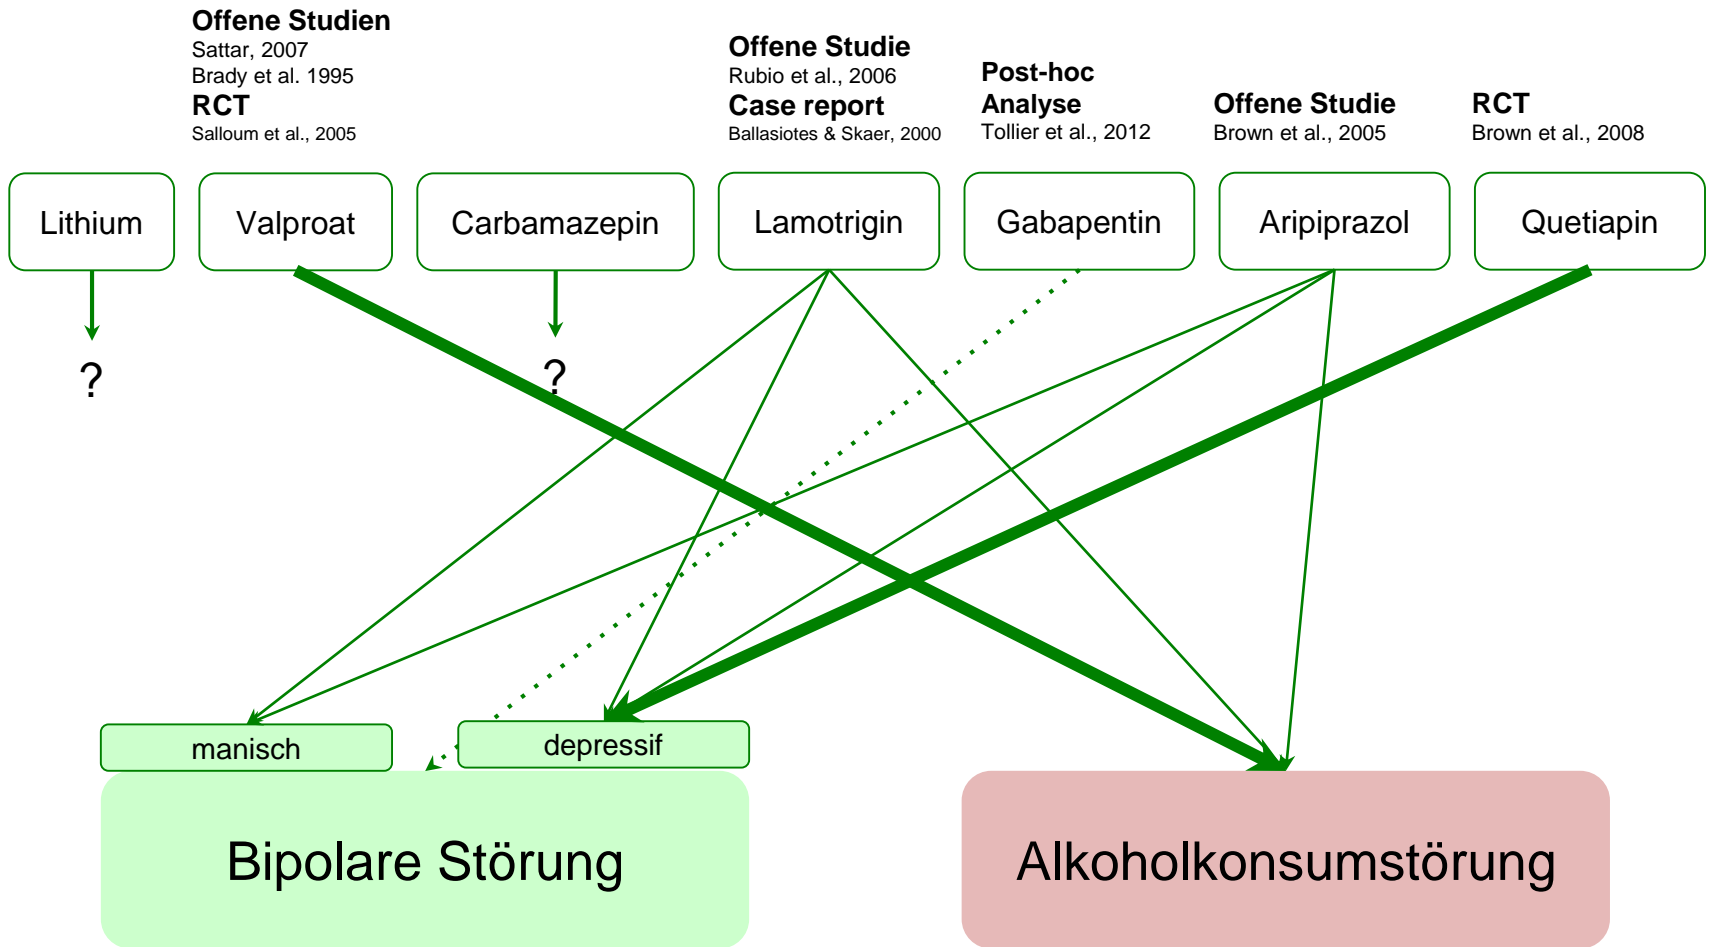 Offene Studien
Sattar, 2007
Brady et al. 1995
RCT
Salloum et al., 2005
Offene Studie
Rubio et al., 2006
Case report
Ballasiotes & Skaer, 2000
Post-hoc
Analyse
Tollier et al., 2012
Offene Studie
Brown et al., 2005
RCT
Brown et al., 2008
Lithium
Valproat
Carbamazepin
Lamotrigin
Gabapentin
Aripiprazol
Quetiapin
?
?
manisch
depressif
Bipolare Störung
Alkoholkonsumstörung